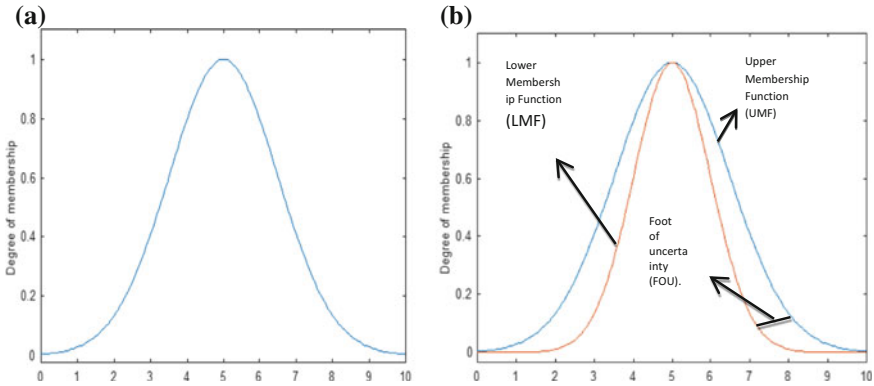 (a)
Degree of membership
1
0.8
0.6
0.4
0.2
0
0 1 2 3 4 5 6 7 8 9 10
(b)
Degree of membership
1
0.8
0.6
0.4
0.2
0
0 1 2 3 4 5 6 7 8 9 10
Lower
Membersh
ip Function
(LMF)
Upper
Membership
Function
(UMF)
Foot
of
uncerta
inty
(FOU).